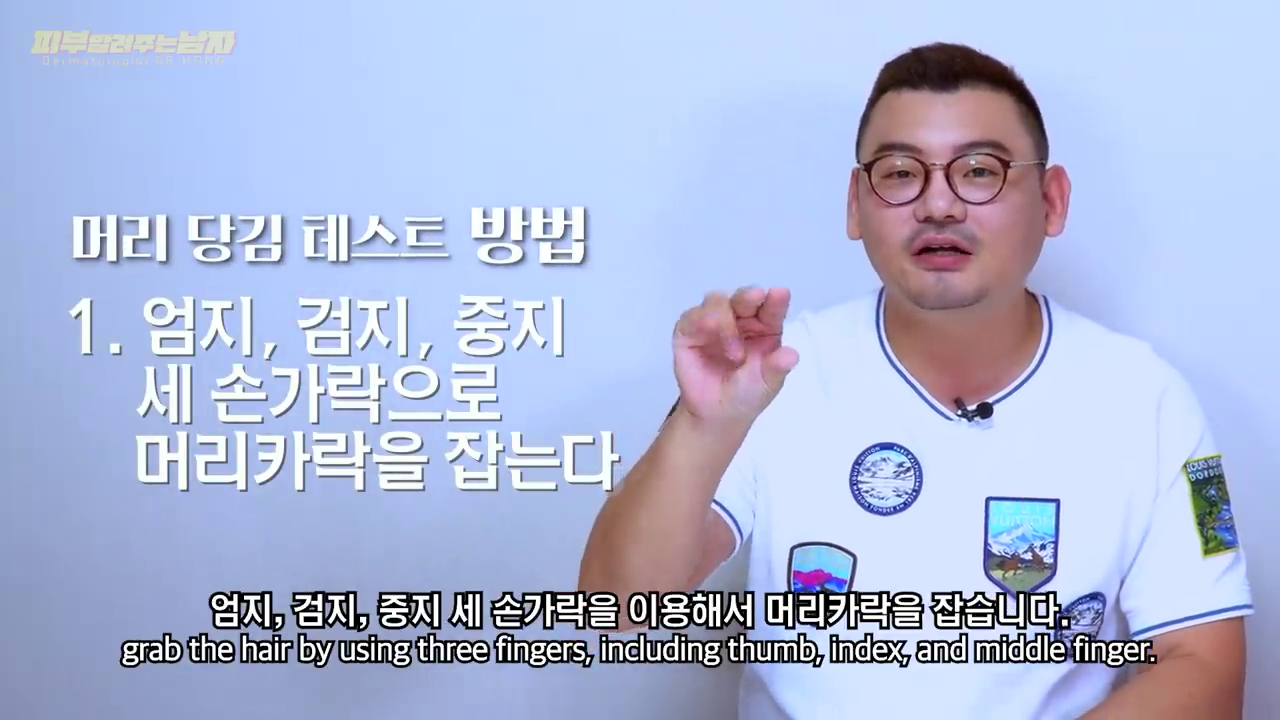 피부알려주는남자
머리 당김 테스트 방법
1. 엄지, 검지, 중지
세 손가락으로
머리카락을 잡는다
LOUIS VUITTON
VUITTON
엄지, 검지, 중지 세 손가락을 이용해서 머리카락을 잡습니다.
grab the hair by using three fingers, including thumb, index, and middle finger.